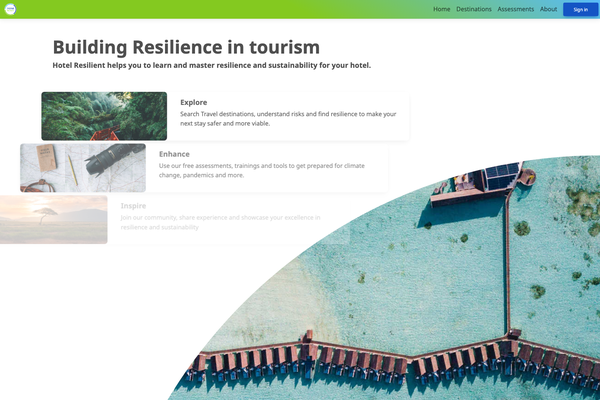 Home Destinations Assessments About Sign in
Building Resilience in tourism
Hotel Resilient helps you to learn and master resilience and sustainability for your hotel.
Explore
Search Travel destinations, understand risks and find resilience to make your
next stay safer and more viable.
Enhance
Use our free assessments, trainings and tools to get prepared for climate
change, pandemics and more.
Inspire
Join our community, share experience and showcase your excellence in
resilience and sustainability.